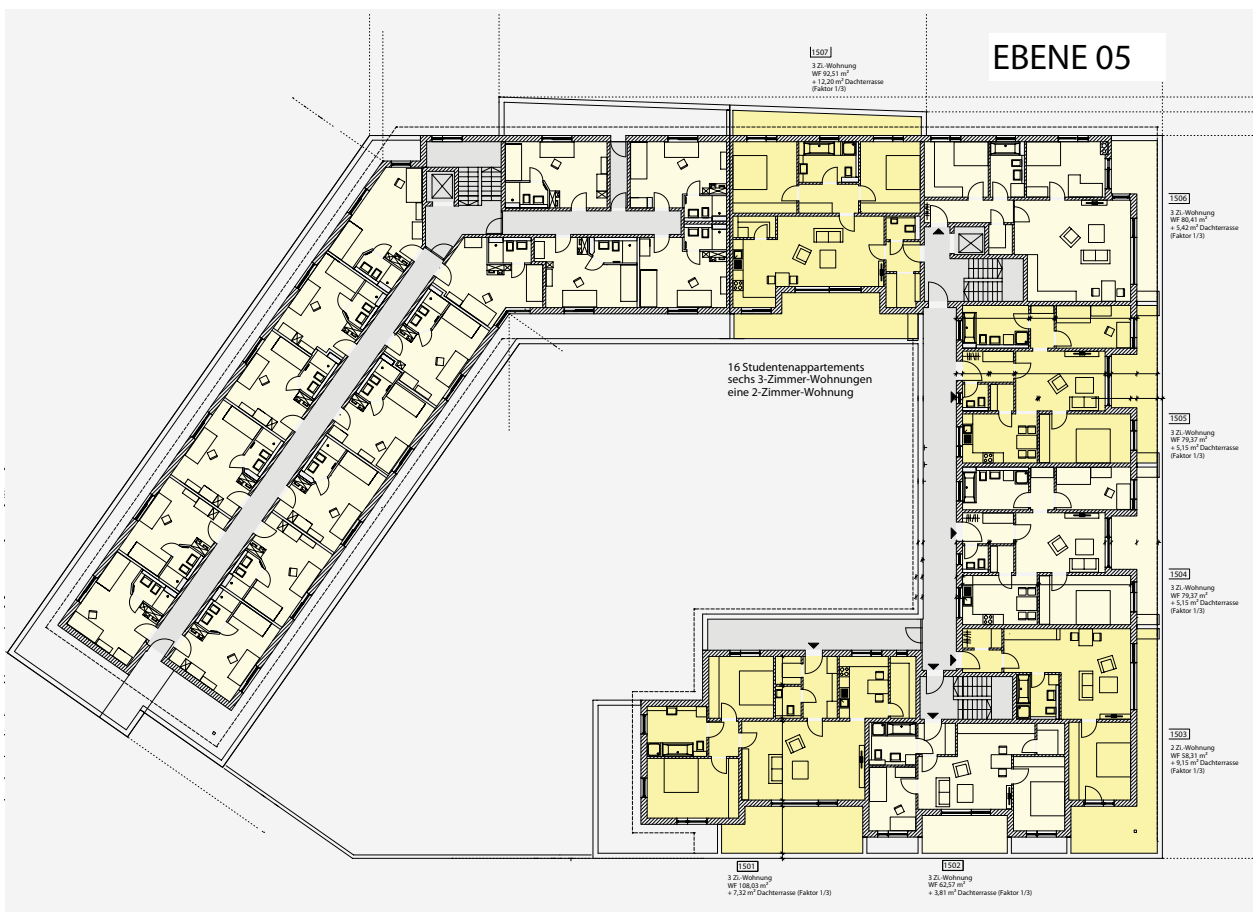 EBENE 05
1507
3 Zi.-Wohnung
WF 92,51 m²
+ 12,20 m² Dachterrasse
(Faktor 1/3)
1506
3 Zi.-Wohnung
WF 80,41 m²
+ 5,42 m² Dachterrasse
(Faktor 1/3)
16 Studentenappartements
sechs 3-Zimmer-Wohnungen
eine 2-Zimmer-Wohnung
1505
3 Zi.-Wohnung
WF 79,37 m²
+ 5,15 m² Dachterrasse
(Faktor 1/3)
1504
3 Zi.-Wohnung
WF 79,37 m²
+ 5,15 m² Dachterrasse
(Faktor 1/3)
1503
2 Zi.-Wohnung
WF 58,31 m²
+ 9,15 m² Dachterrasse
(Faktor 1/3)
1501
3 Zi.-Wohnung
WF 108,03 m²
+ 7,32 m² Dachterrasse (Faktor 1/3)
1502
3 Zi.-Wohnung
WF 62,57 m²
+ 3,81 m² Dachterrasse (Faktor 1/3)